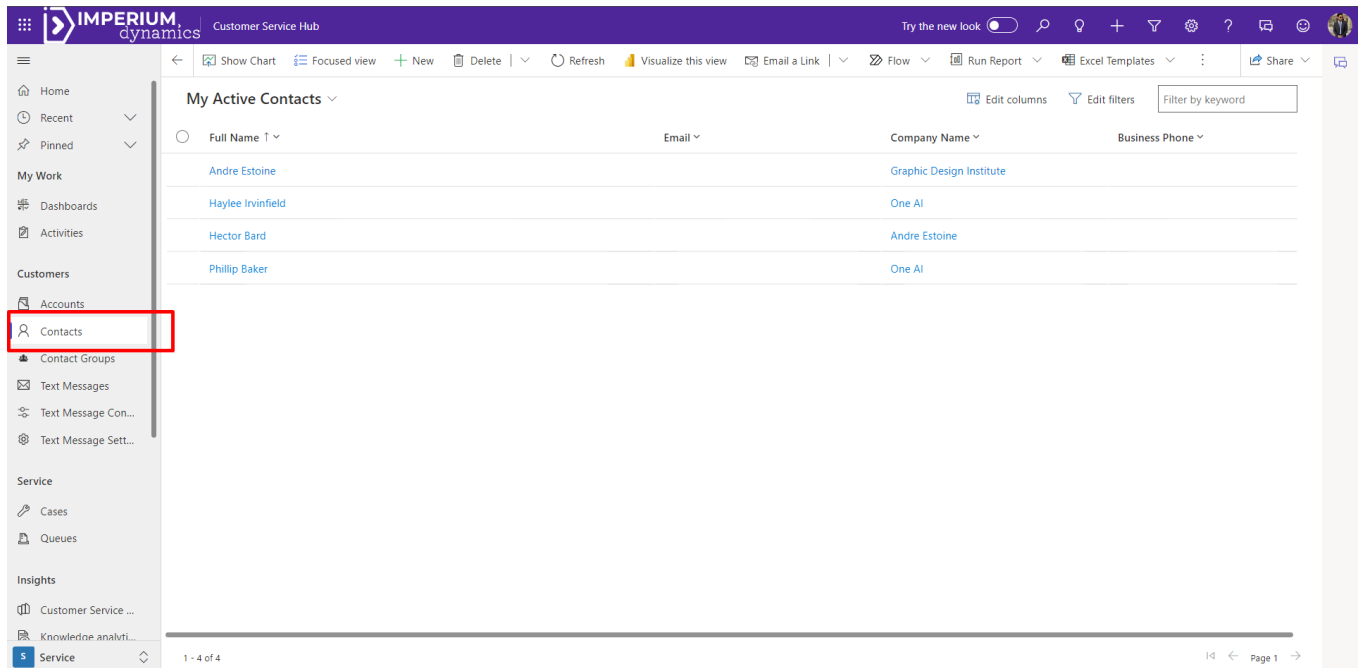 IMPERIUM
dynamics
Customer Service Hub
Try the new look
Show Chart
Focused view
New
Delete
Refresh
Visualize this view
Email a Link
Flow
Run Report
Excel Templates
Share
Home
Recent
Pinned
My Work
Dashboards
Activities
Customers
Accounts
Contacts
Contact Groups
Text Messages
Text Message Con...
Text Message Sett...
Service
Cases
Queues
Insights
Customer Service ...
Knowledge analyti...
S Service
My Active Contacts
Edit columns
Edit filters
Filter by keyword
Full Name Email Company Name Business Phone
Andre Estoine Graphic Design Institute
Haylee Irvinfield One AI
Hector Bard Andre Estoine
Phillip Baker One AI
1 - 4 of 4
Page 1